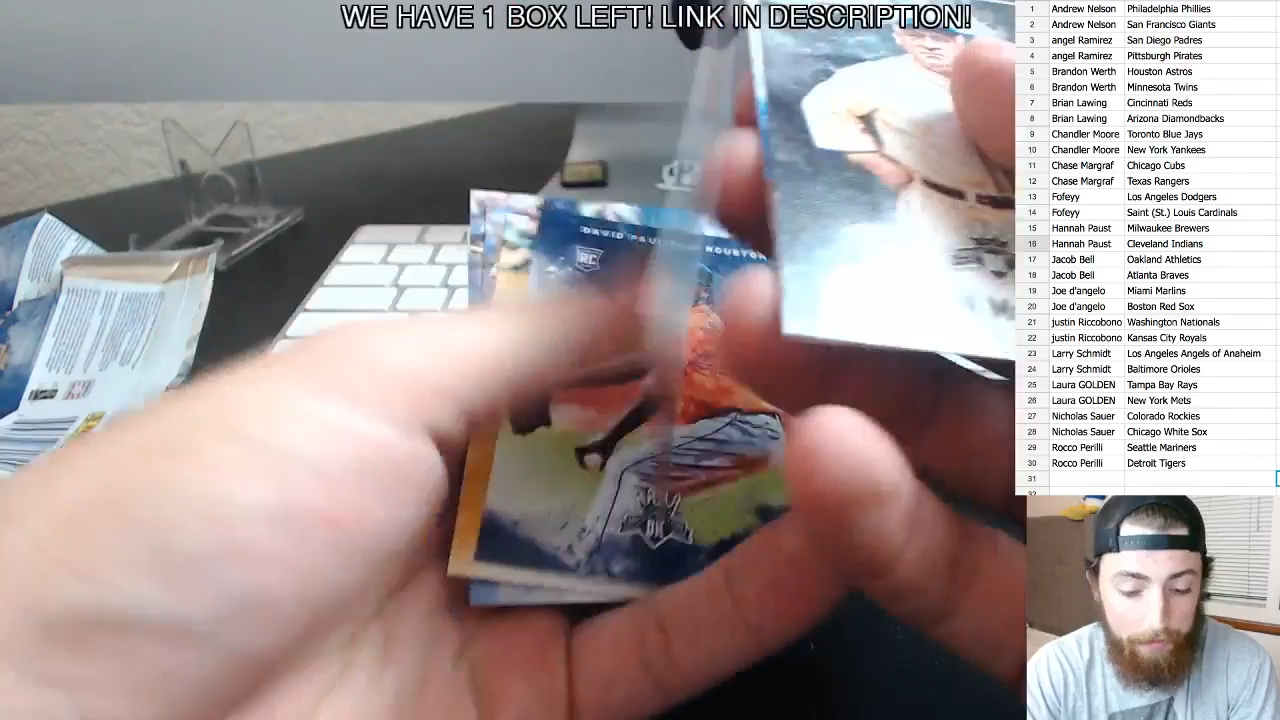 WE HAVE 1 BOX LEFT! LINK IN DESCRIPTION!
1 Andrew Nelson Philadelphia Phillies
2 Andrew Nelson San Francisco Giants
3 angel Ramirez San Diego Padres
4 angel Ramirez Pittsburgh Pirates
5 Brandon Werth Houston Astros
6 Brandon Werth Minnesota Twins
7 Brian Lawing Cincinnati Reds
8 Brian Lawing Arizona Diamondbacks
9 Chandler Moore Toronto Blue Jays
10 Chandler Moore New York Yankees
11 Chase Margraf Chicago Cubs
12 Chase Margraf Texas Rangers
13 Fofeyy Los Angeles Dodgers
14 Fofeyy Saint (St.) Louis Cardinals
15 Hannah Paust Milwaukee Brewers
16 Hannah Paust Cleveland Indians
17 Jacob Bell Oakland Athletics
18 Jacob Bell Atlanta Braves
19 Joe d'angelo Miami Marlins
20 Joe d'angelo Boston Red Sox
21 justin Riccobono Washington Nationals
22 justin Riccobono Kansas City Royals
23 Larry Schmidt Los Angeles Angels of Anaheim
24 Larry Schmidt Baltimore Orioles
25 Laura GOLDEN Tampa Bay Rays
26 Laura GOLDEN New York Mets
27 Nicholas Sauer Colorado Rockies
28 Nicholas Sauer Chicago White Sox
29 Rocco Perilli Seattle Mariners
30 Rocco Perilli Detroit Tigers
31
DAVID HOUSTON
RC
DK